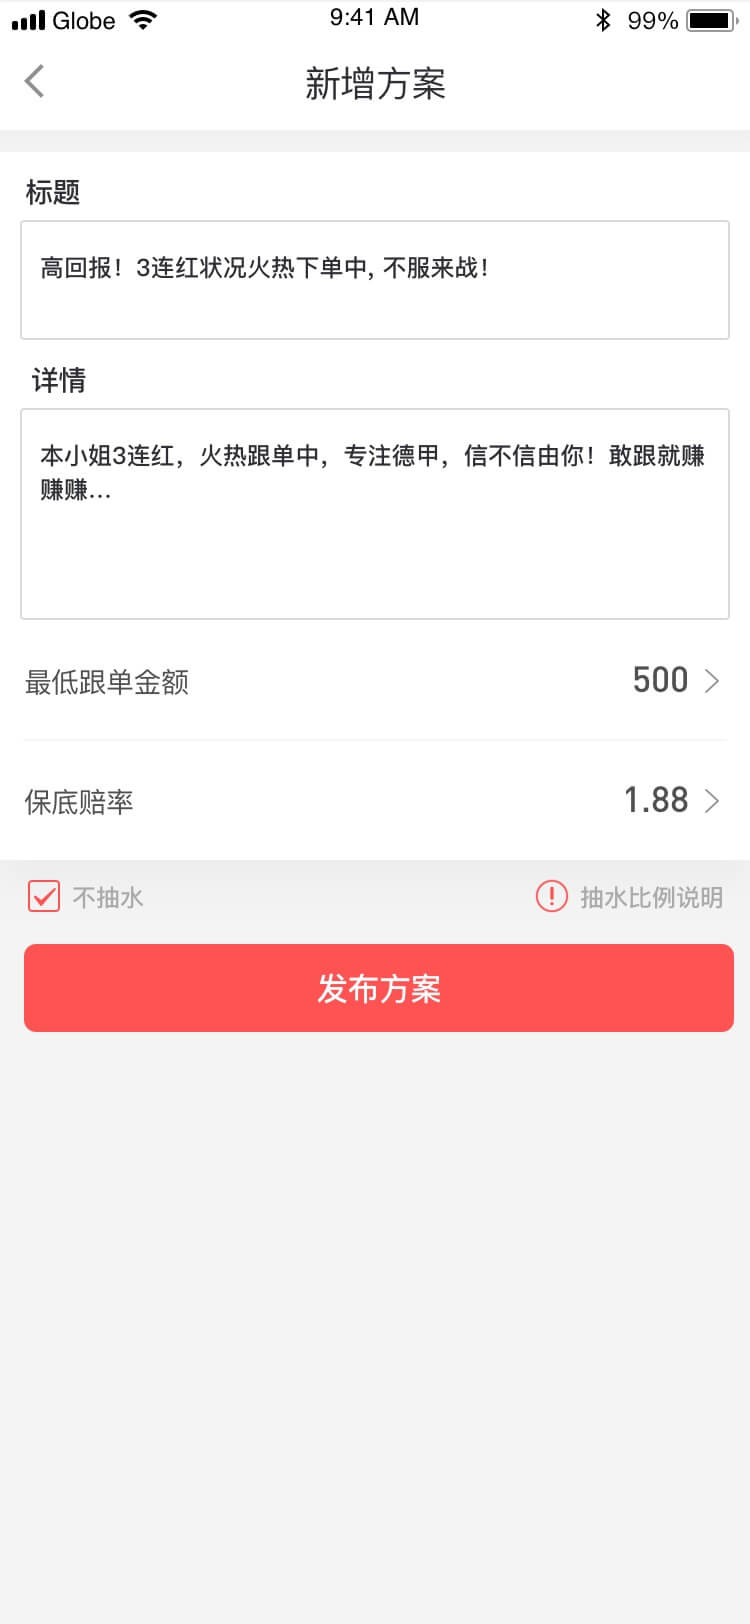 Globe 9:41 AM 99%
新增方案
标题
高回报！3连红状况火热下单中, 不服来战！
详情
本小姐3连红，火热跟单中，专注德甲，信不信由你！敢跟就赚
赚赚...
最低跟单金额 500
保底赔率 1.88
不抽水 抽水比例说明
发布方案